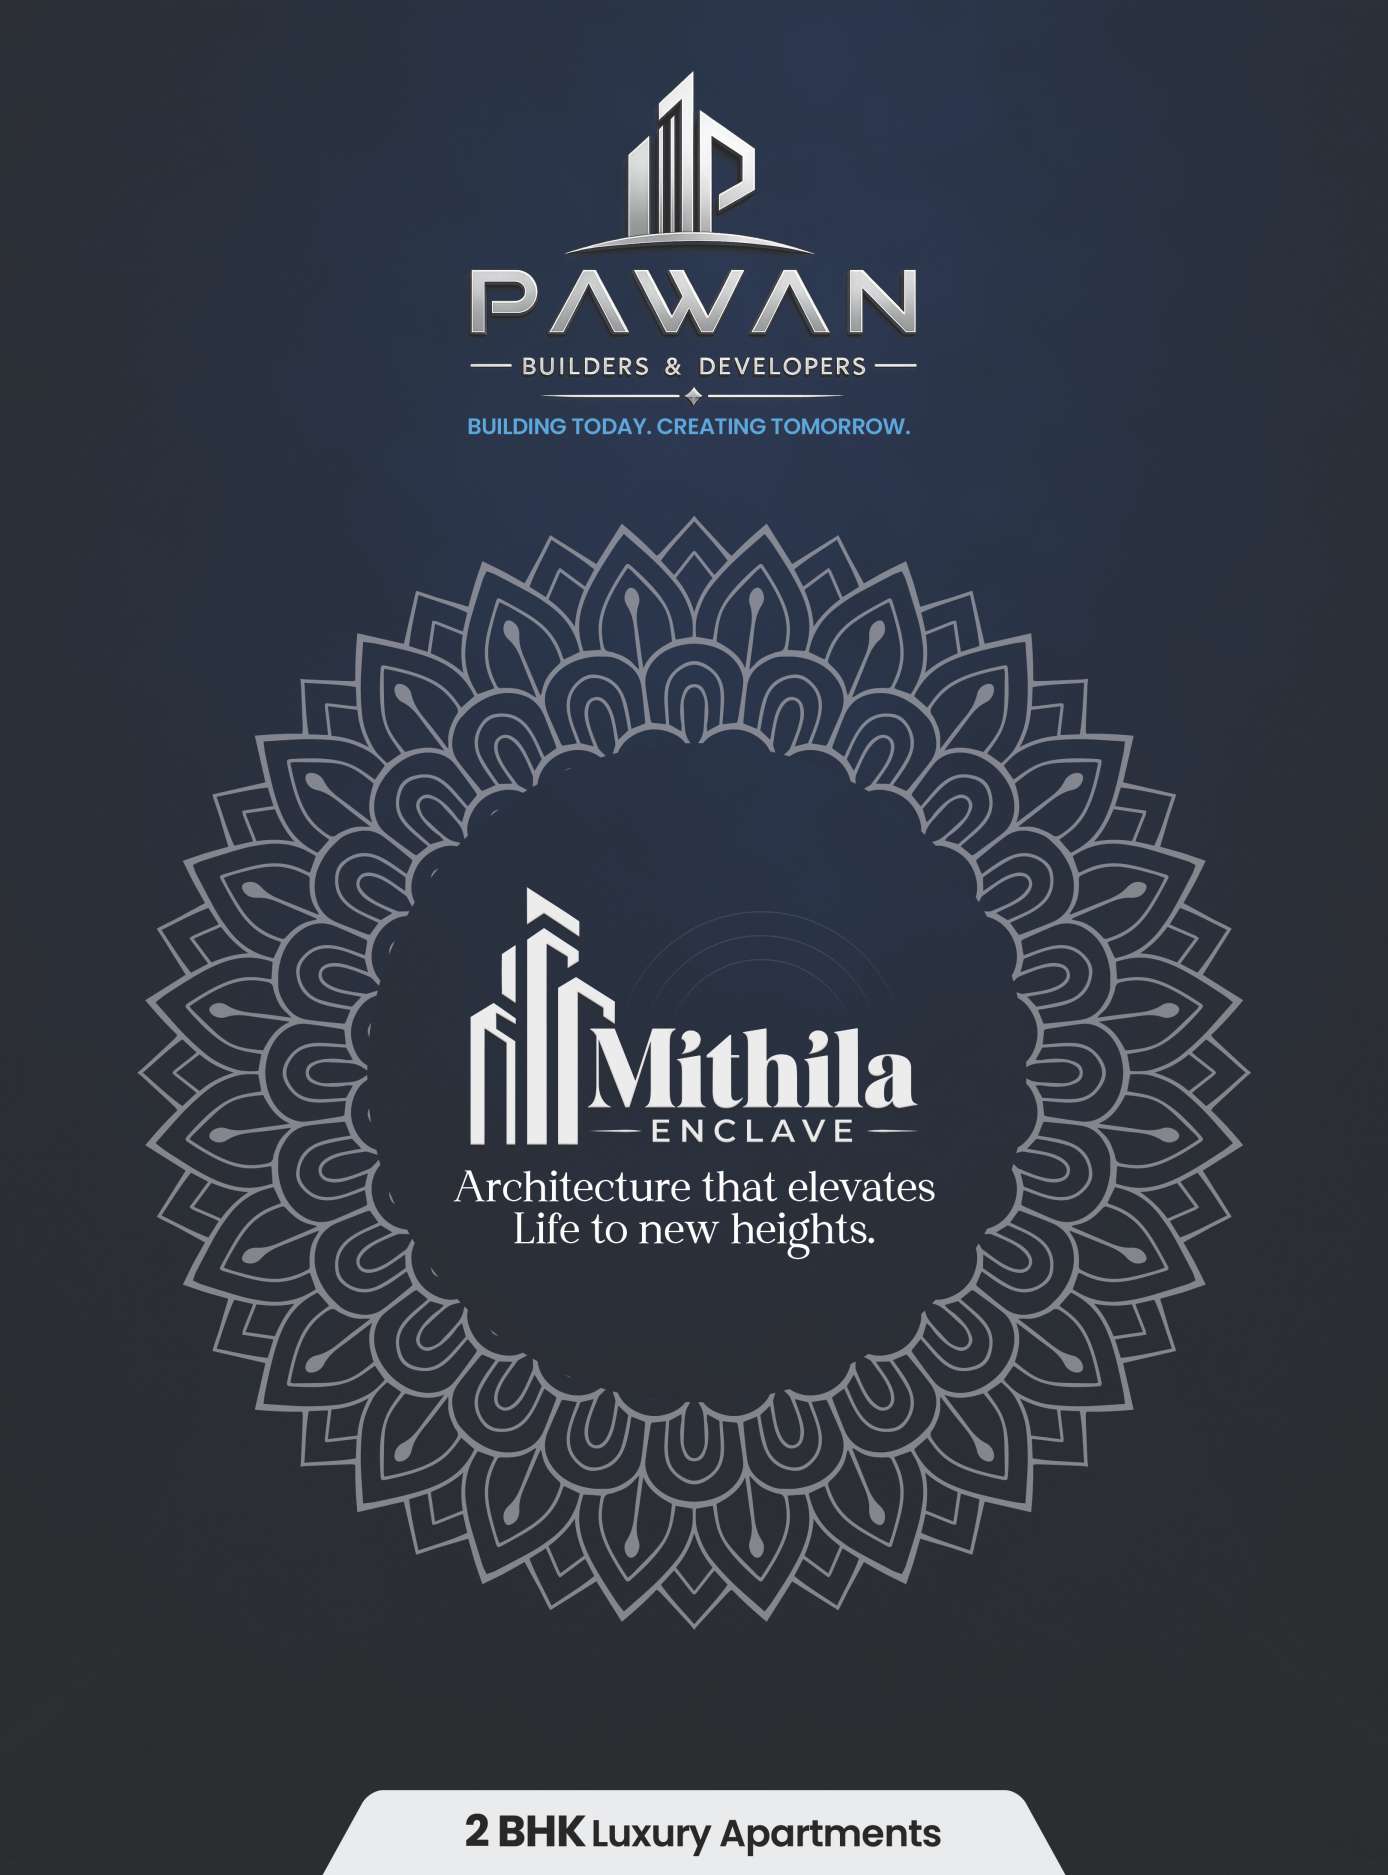 PAWAN
BUILDERS & DEVELOPERS
BUILDING TODAY. CREATING TOMORROW.
Mithila
ENCLAVE
Architecture that elevates
Life to new heights.
2 BHK Luxury Apartments